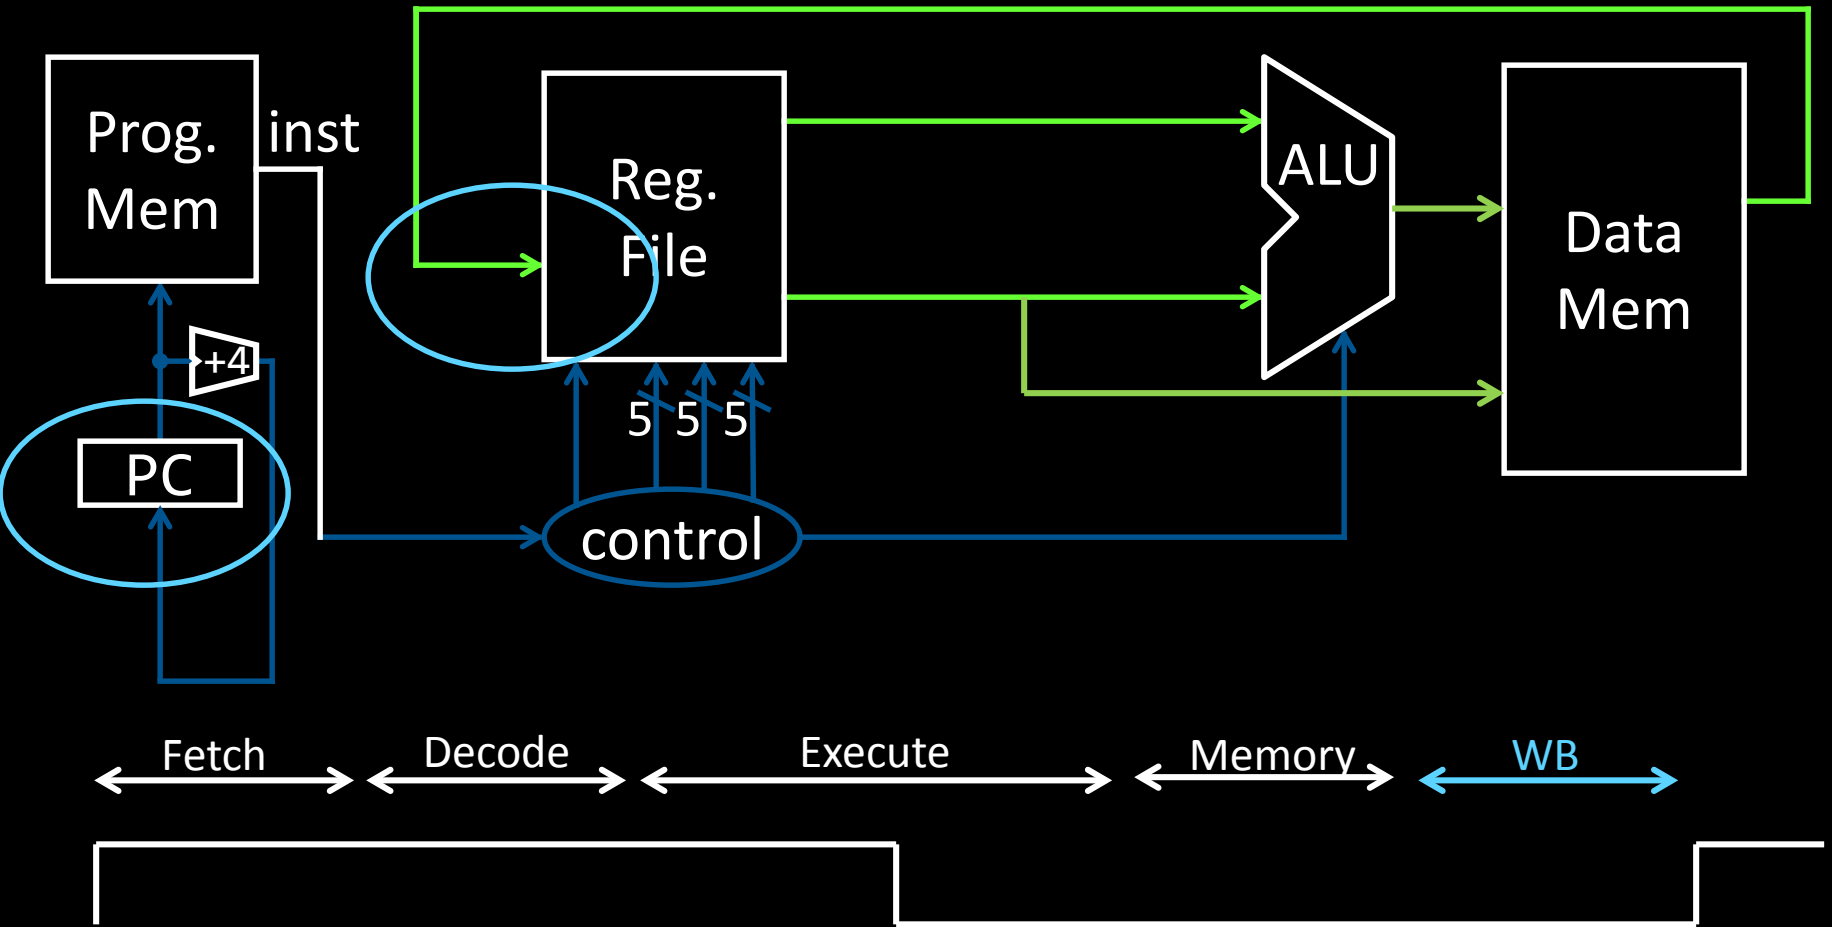 Prog.
Mem
inst
Reg.
File
ALU
Data
Mem
+4
PC
5 5 5
control
Fetch
Decode
Execute
Memory
WB